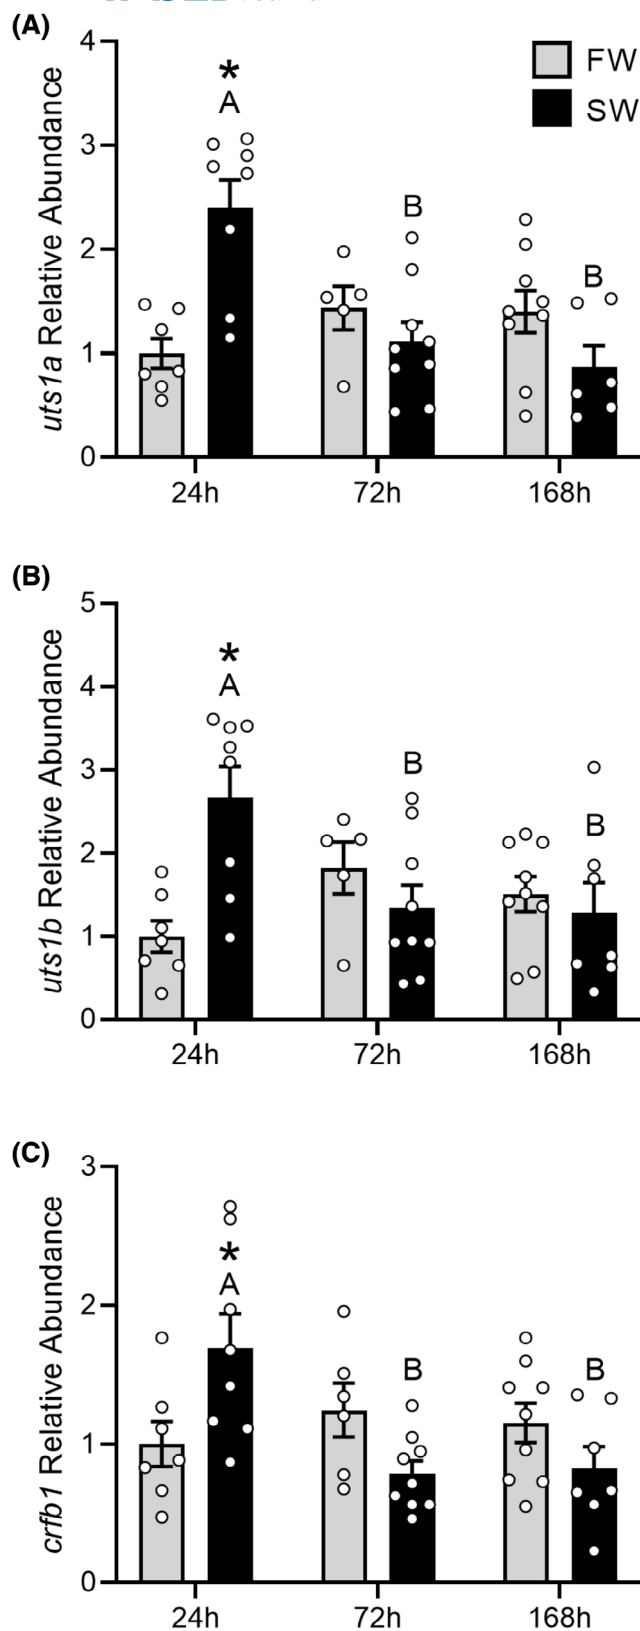 (A)
uts1a Relative Abundance
4
3
2
1
0
*
A
B
B
FW
SW
24h
72h
168h
(B)
uts1b Relative Abundance
5
4
3
2
1
0
*
A
B
B
24h
72h
168h
(C)
crfb1 Relative Abundance
3
2
1
0
*
A
B
B
24h
72h
168h